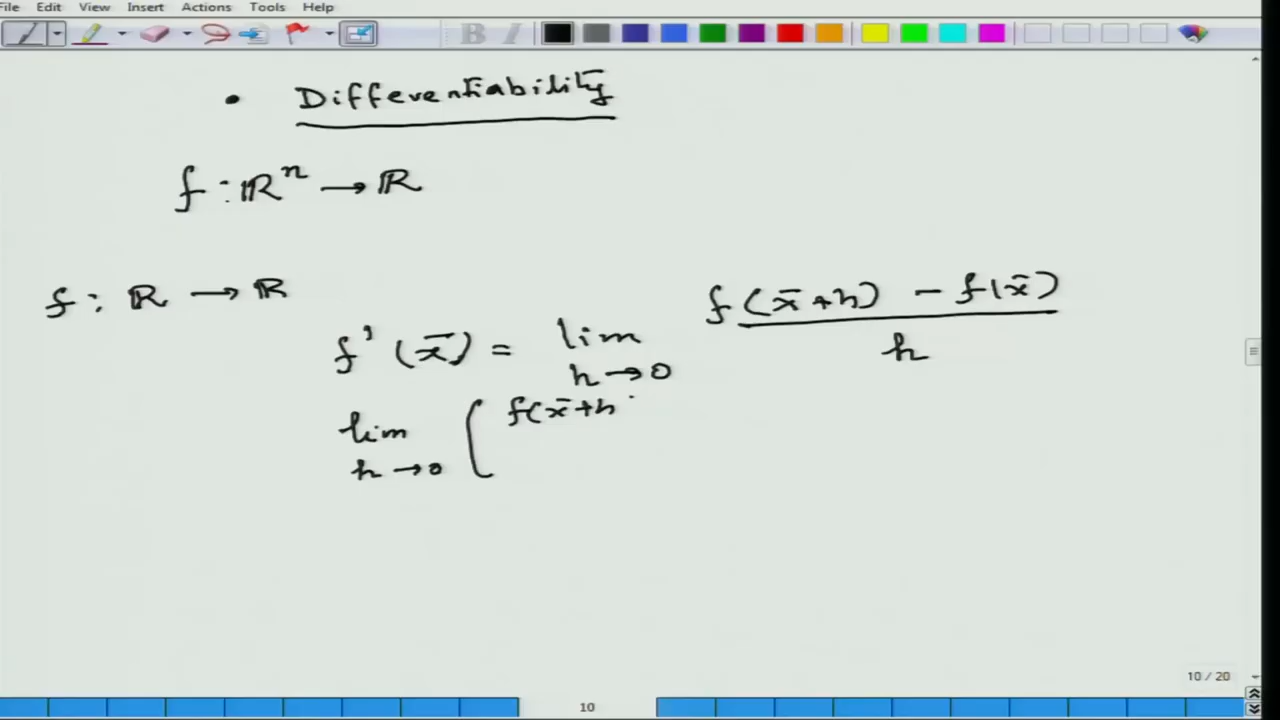 File Edit View Insert Actions Tools Help
B I
• Differentiability
f : ℝⁿ → ℝ
f : ℝ → ℝ
f'(x̄) = lim h→0 f(x̄+h) - f(x̄) / h
lim h→0 ( f(x̄+h
10 / 20
10